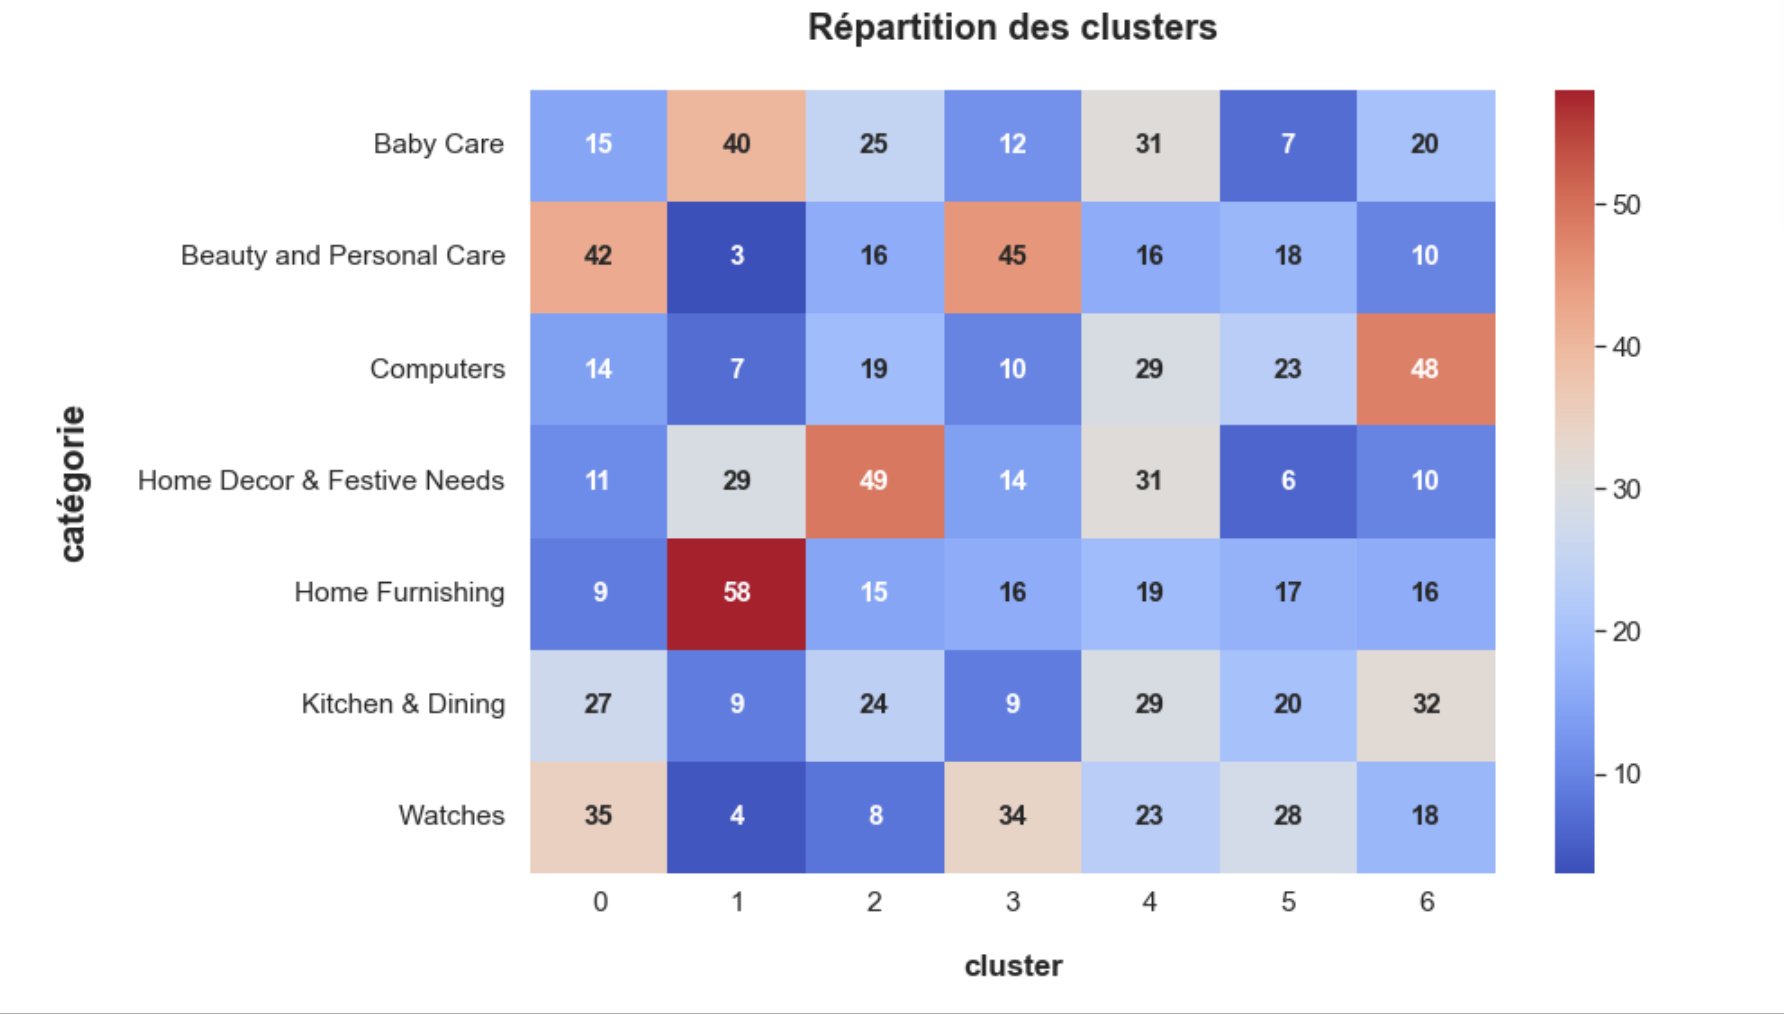 Répartition des clusters
Baby Care 15 40 25 12 31 7 20
Beauty and Personal Care 42 3 16 45 16 18 10
Computers 14 7 19 10 29 23 48
Home Decor & Festive Needs 11 29 49 14 31 6 10
Home Furnishing 9 58 15 16 19 17 16
Kitchen & Dining 27 9 24 9 29 20 32
Watches 35 4 8 34 23 28 18
0 1 2 3 4 5 6
cluster
catégorie
50
40
30
20
10